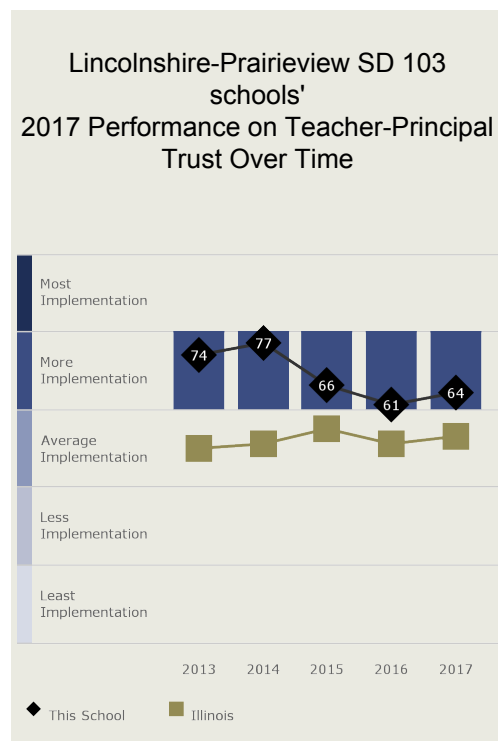 Lincolnshire-Prairieview SD 103
schools'
2017 Performance on Teacher-Principal
Trust Over Time
Most
Implementation
More
Implementation
74
77
66
61
64
Average
Implementation
Less
Implementation
Least
Implementation
2013 2014 2015 2016 2017
This School Illinois